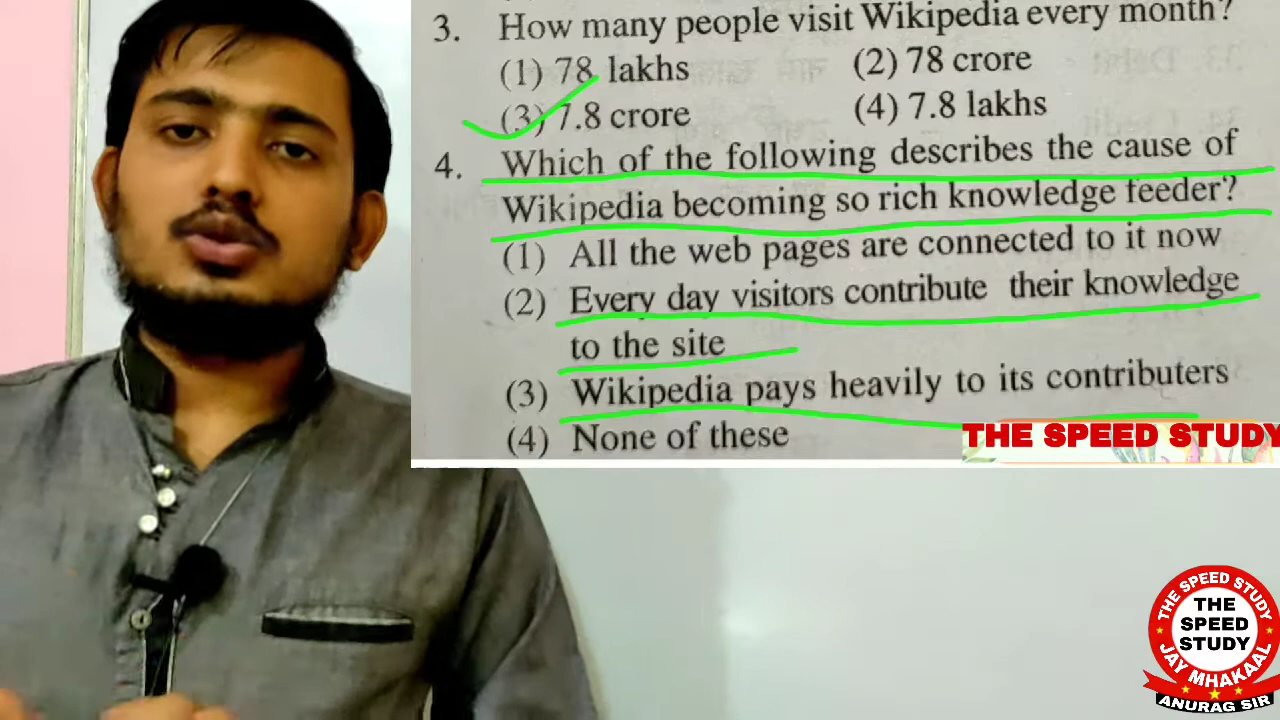 3. How many people visit Wikipedia every month?
(1) 78 lakhs (2) 78 crore
(3) 7.8 crore (4) 7.8 lakhs
4. Which of the following describes the cause of
Wikipedia becoming so rich knowledge feeder?
(1) All the web pages are connected to it now
(2) Every day visitors contribute their knowledge
to the site
(3) Wikipedia pays heavily to its contributers
(4) None of these
THE SPEED STUDY
THE SPEED STUDY
THE
SPEED
STUDY
JAY MHAKAAL
ANURAG SIR